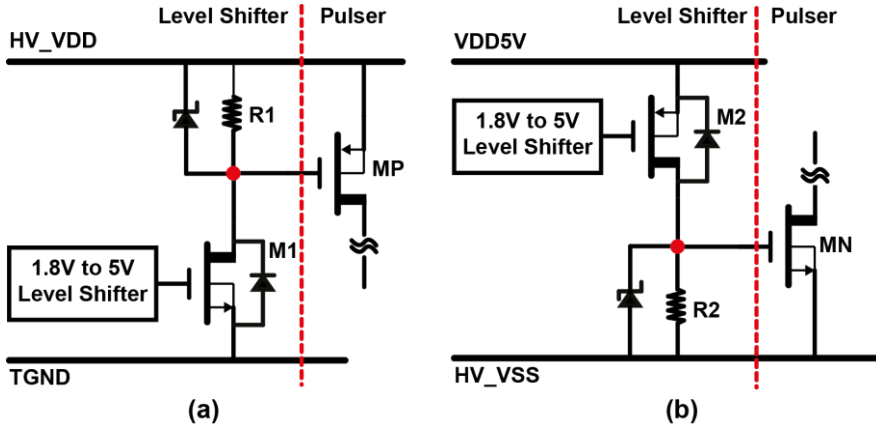 Level Shifter Pulser
HV_VDD
R1
MP
M1
1.8V to 5V
Level Shifter
TGND
(a)
Level Shifter Pulser
VDD5V
M2
1.8V to 5V
Level Shifter
MN
R2
HV_VSS
(b)